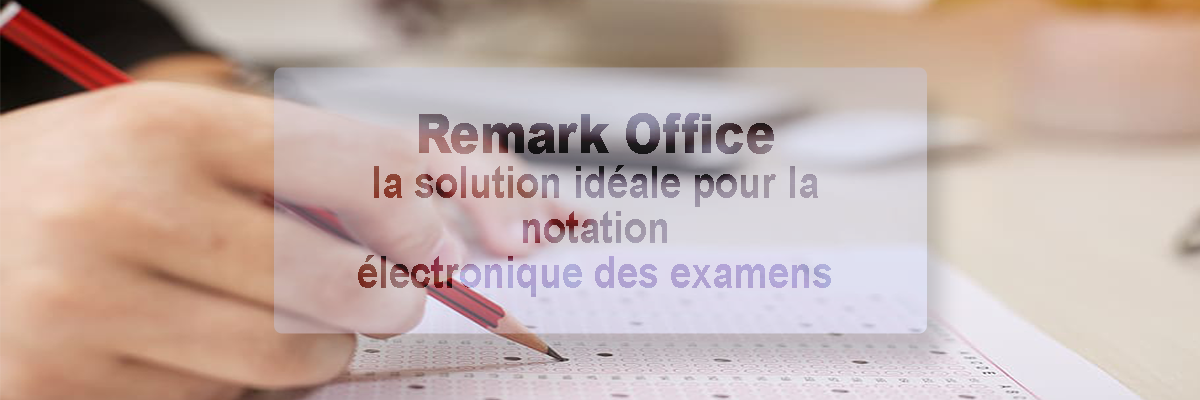 Remark Office
la solution idéale pour la
notation
électronique des examens